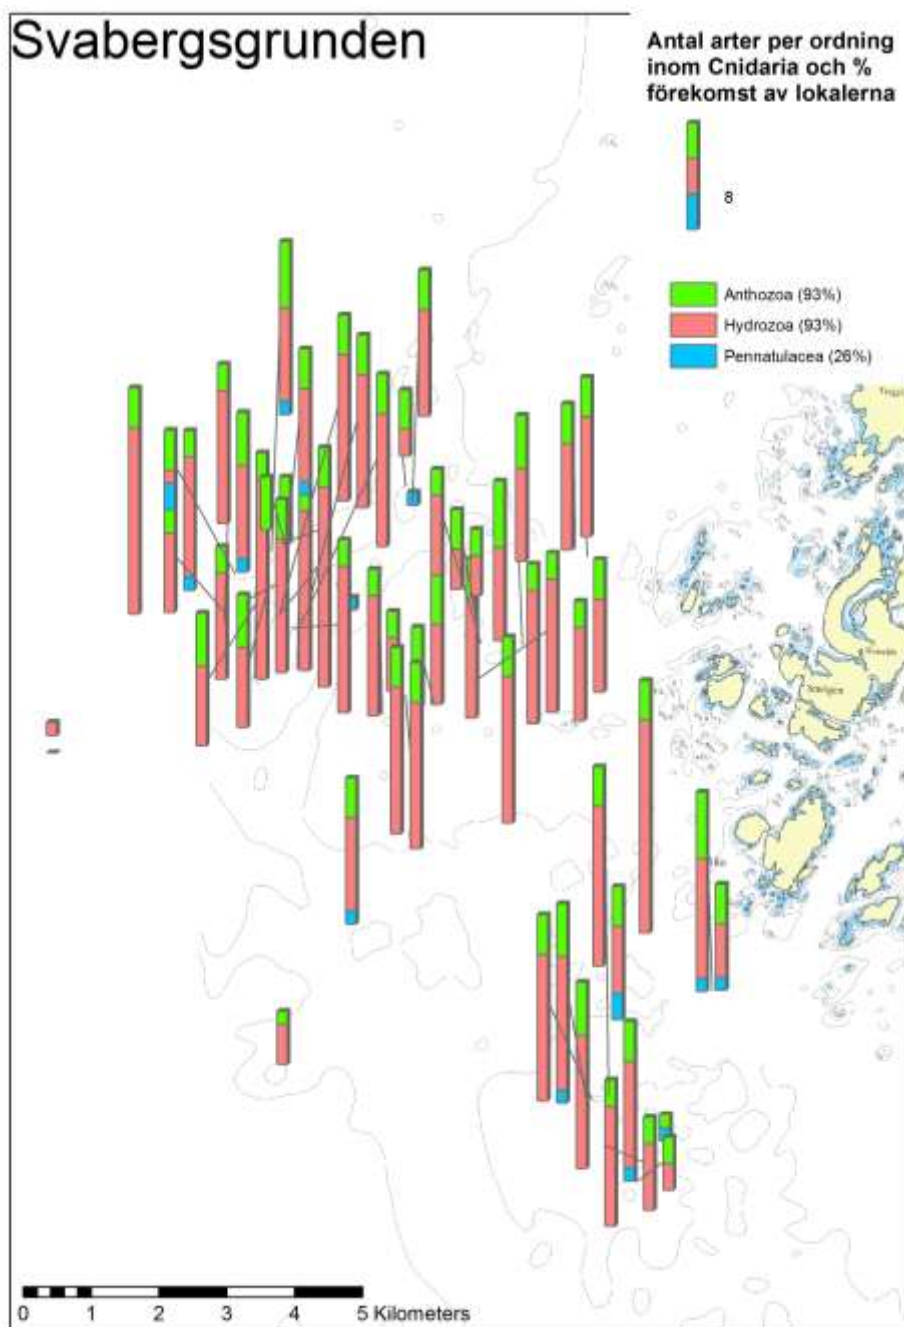 Svabergsgrunden
Antal arter per ordning
inom Cnidaria och %
förekomst av lokalerna
8
Anthozoa (93%)
Hydrozoa (93%)
Pennatulacea (26%)
0 1 2 3 4 5 Kilometers